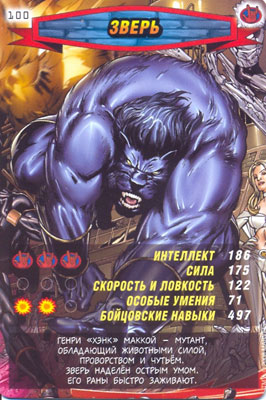 100
ЗВЕРЬ
ИНТЕЛЛЕКТ 186
СИЛА 175
СКОРОСТЬ И ЛОВКОСТЬ 122
ОСОБЫЕ УМЕНИЯ 71
БОЙЦОВСКИЕ НАВЫКИ 497
ГЕНРИ «ХЭНК» МАККОЙ – МУТАНТ,
ОБЛАДАЮЩИЙ ЖИВОТНЫМИ СИЛОЙ,
ПРОВОРСТВОМ И ЧУТЬЁМ.
ЗВЕРЬ НАДЕЛЁН ОСТРЫМ УМОМ.
ЕГО РАНЫ БЫСТРО ЗАЖИВАЮТ.